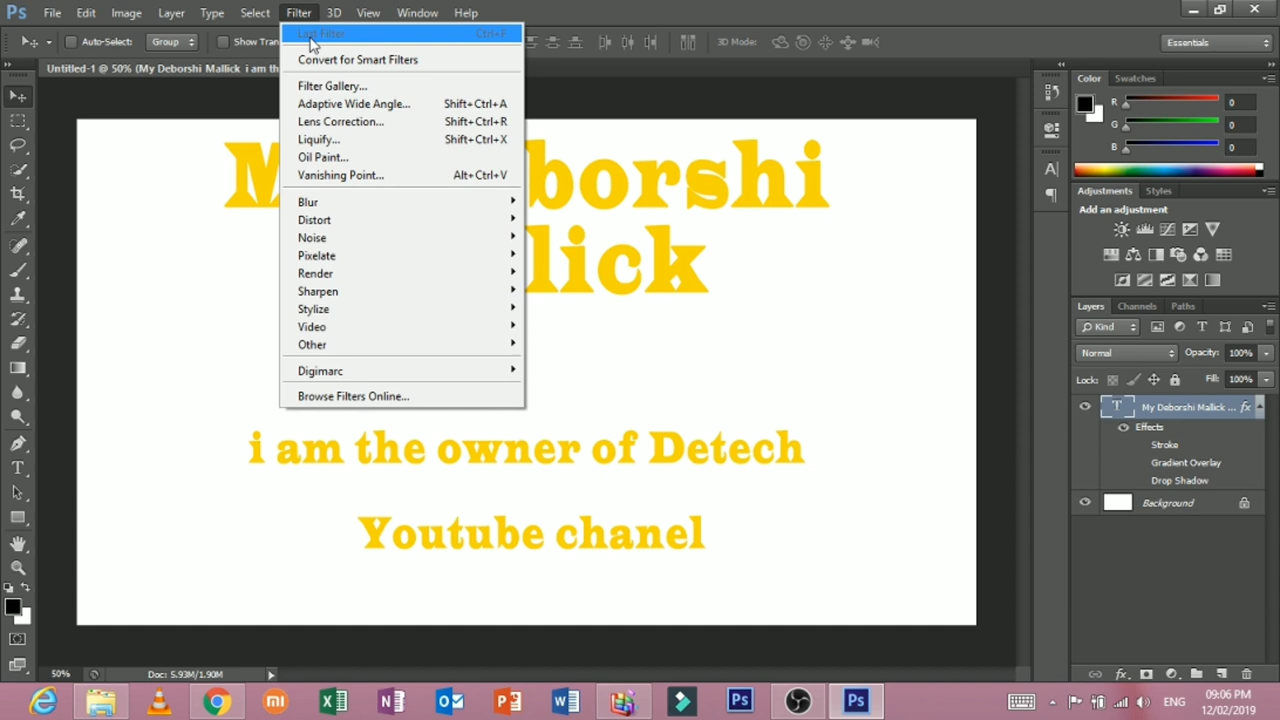 Ps File Edit Image Layer Type Select Filter 3D View Window Help
Auto-Select: Group Show Tran 3D Mode: Essentials
Untitled-1 @ 50% (My Deborshi Mallick i am the
Last Filter Ctrl+F
Convert for Smart Filters
Filter Gallery...
Adaptive Wide Angle... Shift+Ctrl+A
Lens Correction... Shift+Ctrl+R
Liquify... Shift+Ctrl+X
Oil Paint...
Vanishing Point... Alt+Ctrl+V
Blur
Distort
Noise
Pixelate
Render
Sharpen
Stylize
Video
Other
Digimarc
Browse Filters Online...
borshi
lick
i am the owner of Detech
Youtube chanel
Color Swatches
R 0
G 0
B 0
Adjustments Styles
Add an adjustment
Layers Channels Paths
Kind
Normal Opacity: 100%
Lock: Fill: 100%
T My Deborshi Mallick ... fx
Effects
Stroke
Gradient Overlay
Drop Shadow
Background
50% Doc: 5.93M/1.90M
ENG 09:06 PM
12/02/2019